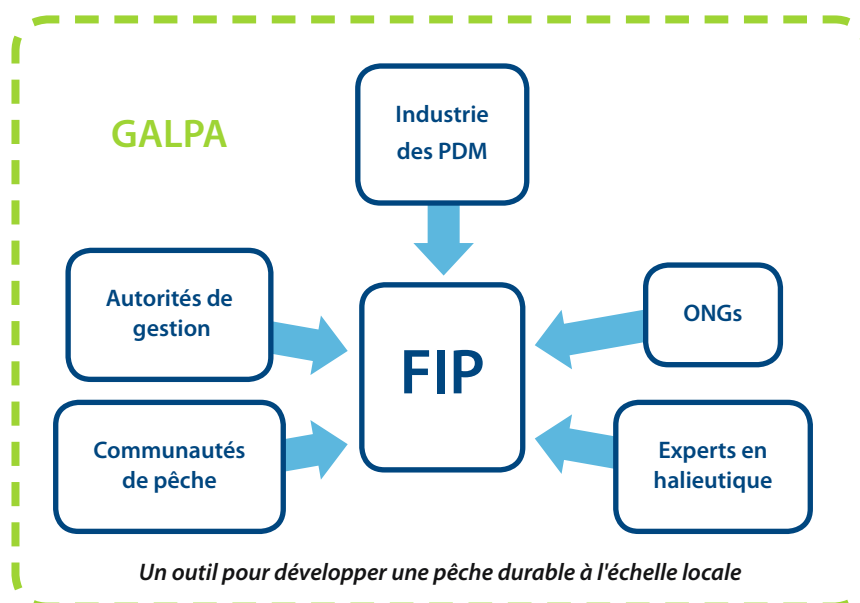 GALPA
Industrie
des PDM
Autorités de
gestion
FIP
ONGs
Communautés
de pêche
Experts en
halieutique
Un outil pour développer une pêche durable à l'échelle locale